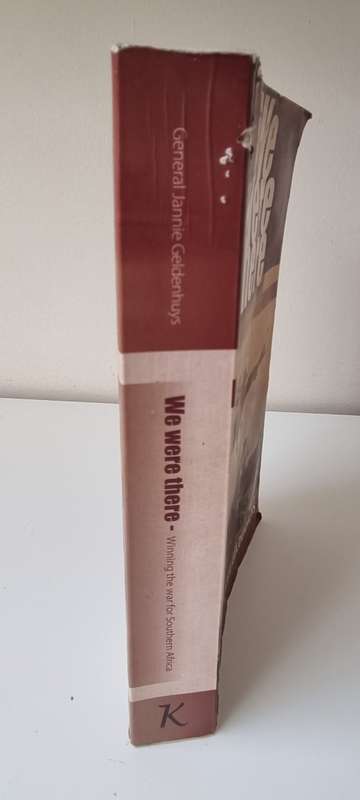 General Jannie Geldenhuys
We were there - Winning the war for Southern Africa
K